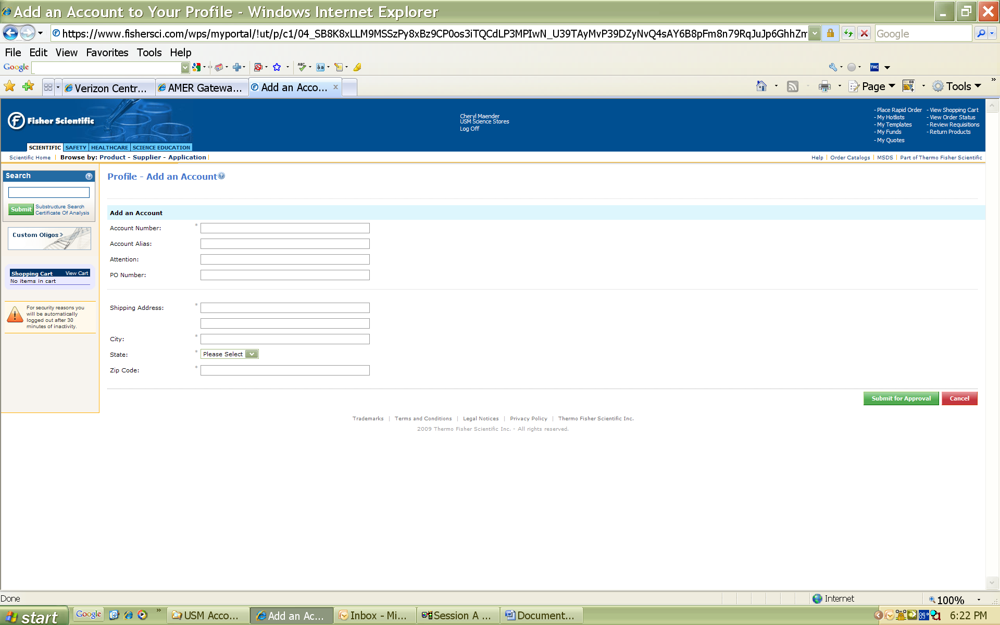 Add an Account to Your Profile - Windows Internet Explorer
https://www.fishersci.com/wps/myportal/!ut/p/c1/04_SB8K8xLLM9MSSzPy8xBz9CP0os3iTQCdLP3MPIwN_U39TAyMvP39DZyNvQ4sAY6B8pFm8n79RqJuJp6GhhZm
Google
File Edit View Favorites Tools Help
Google
ABC
áä
TWC
Verizon Centr...
AMER Gatewa...
Add an Acco... x
Page
Tools
Fisher Scientific
Cheryl Maender
USM Science Stores
Log Off
- Place Rapid Order - View Shopping Cart
- My Hotlists - View Order Status
- My Templates - Review Requisitions
- My Funds - Return Products
- My Quotes
SCIENTIFIC SAFETY HEALTHCARE SCIENCE EDUCATION
Scientific Home | Browse by: Product - Supplier - Application |
Help | Order Catalogs | MSDS | Part of Thermo Fisher Scientific
Search ?
Submit
Substructure Search
Certificate Of Analysis
Custom Oligos »
Shopping Cart View Cart
No items in cart
For security reasons you
will be automatically
logged out after 30
minutes of inactivity.
Profile - Add an Account ?
Add an Account
Account Number: *
Account Alias:
Attention:
PO Number:
Shipping Address: *
City: *
State: * Please Select
Zip Code: *
Submit for Approval Cancel
Trademarks | Terms and Conditions | Legal Notices | Privacy Policy | Thermo Fisher Scientific Inc.
2009 Thermo Fisher Scientific Inc. - All rights reserved.
Done
Internet
100%
start
Google
USM Acco...
Add an Ac...
Inbox - Mi...
Session A ...
Document...
89°
6:22 PM